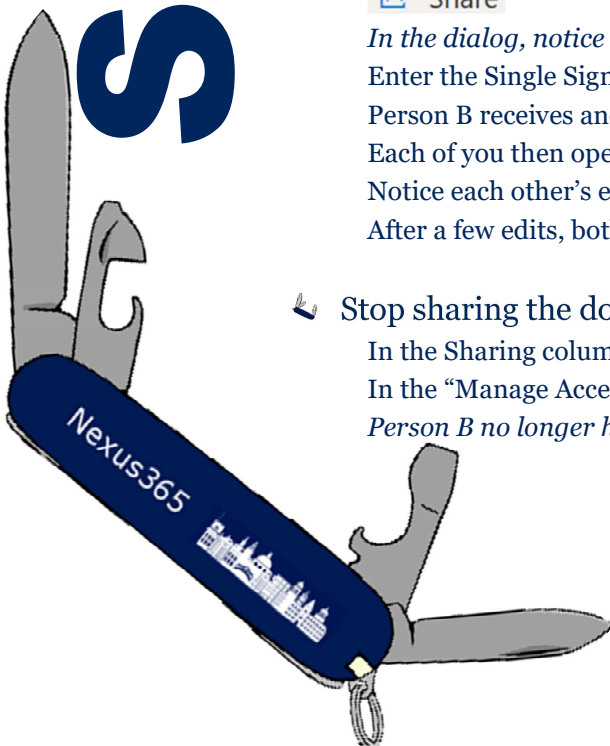 S
Share
In the dialog, notice
Enter the Single Sign
Person B receives and
Each of you then ope
Notice each other's e
After a few edits, bot
Stop sharing the do
In the Sharing colum
In the “Manage Acce
Person B no longer h
Nexus365